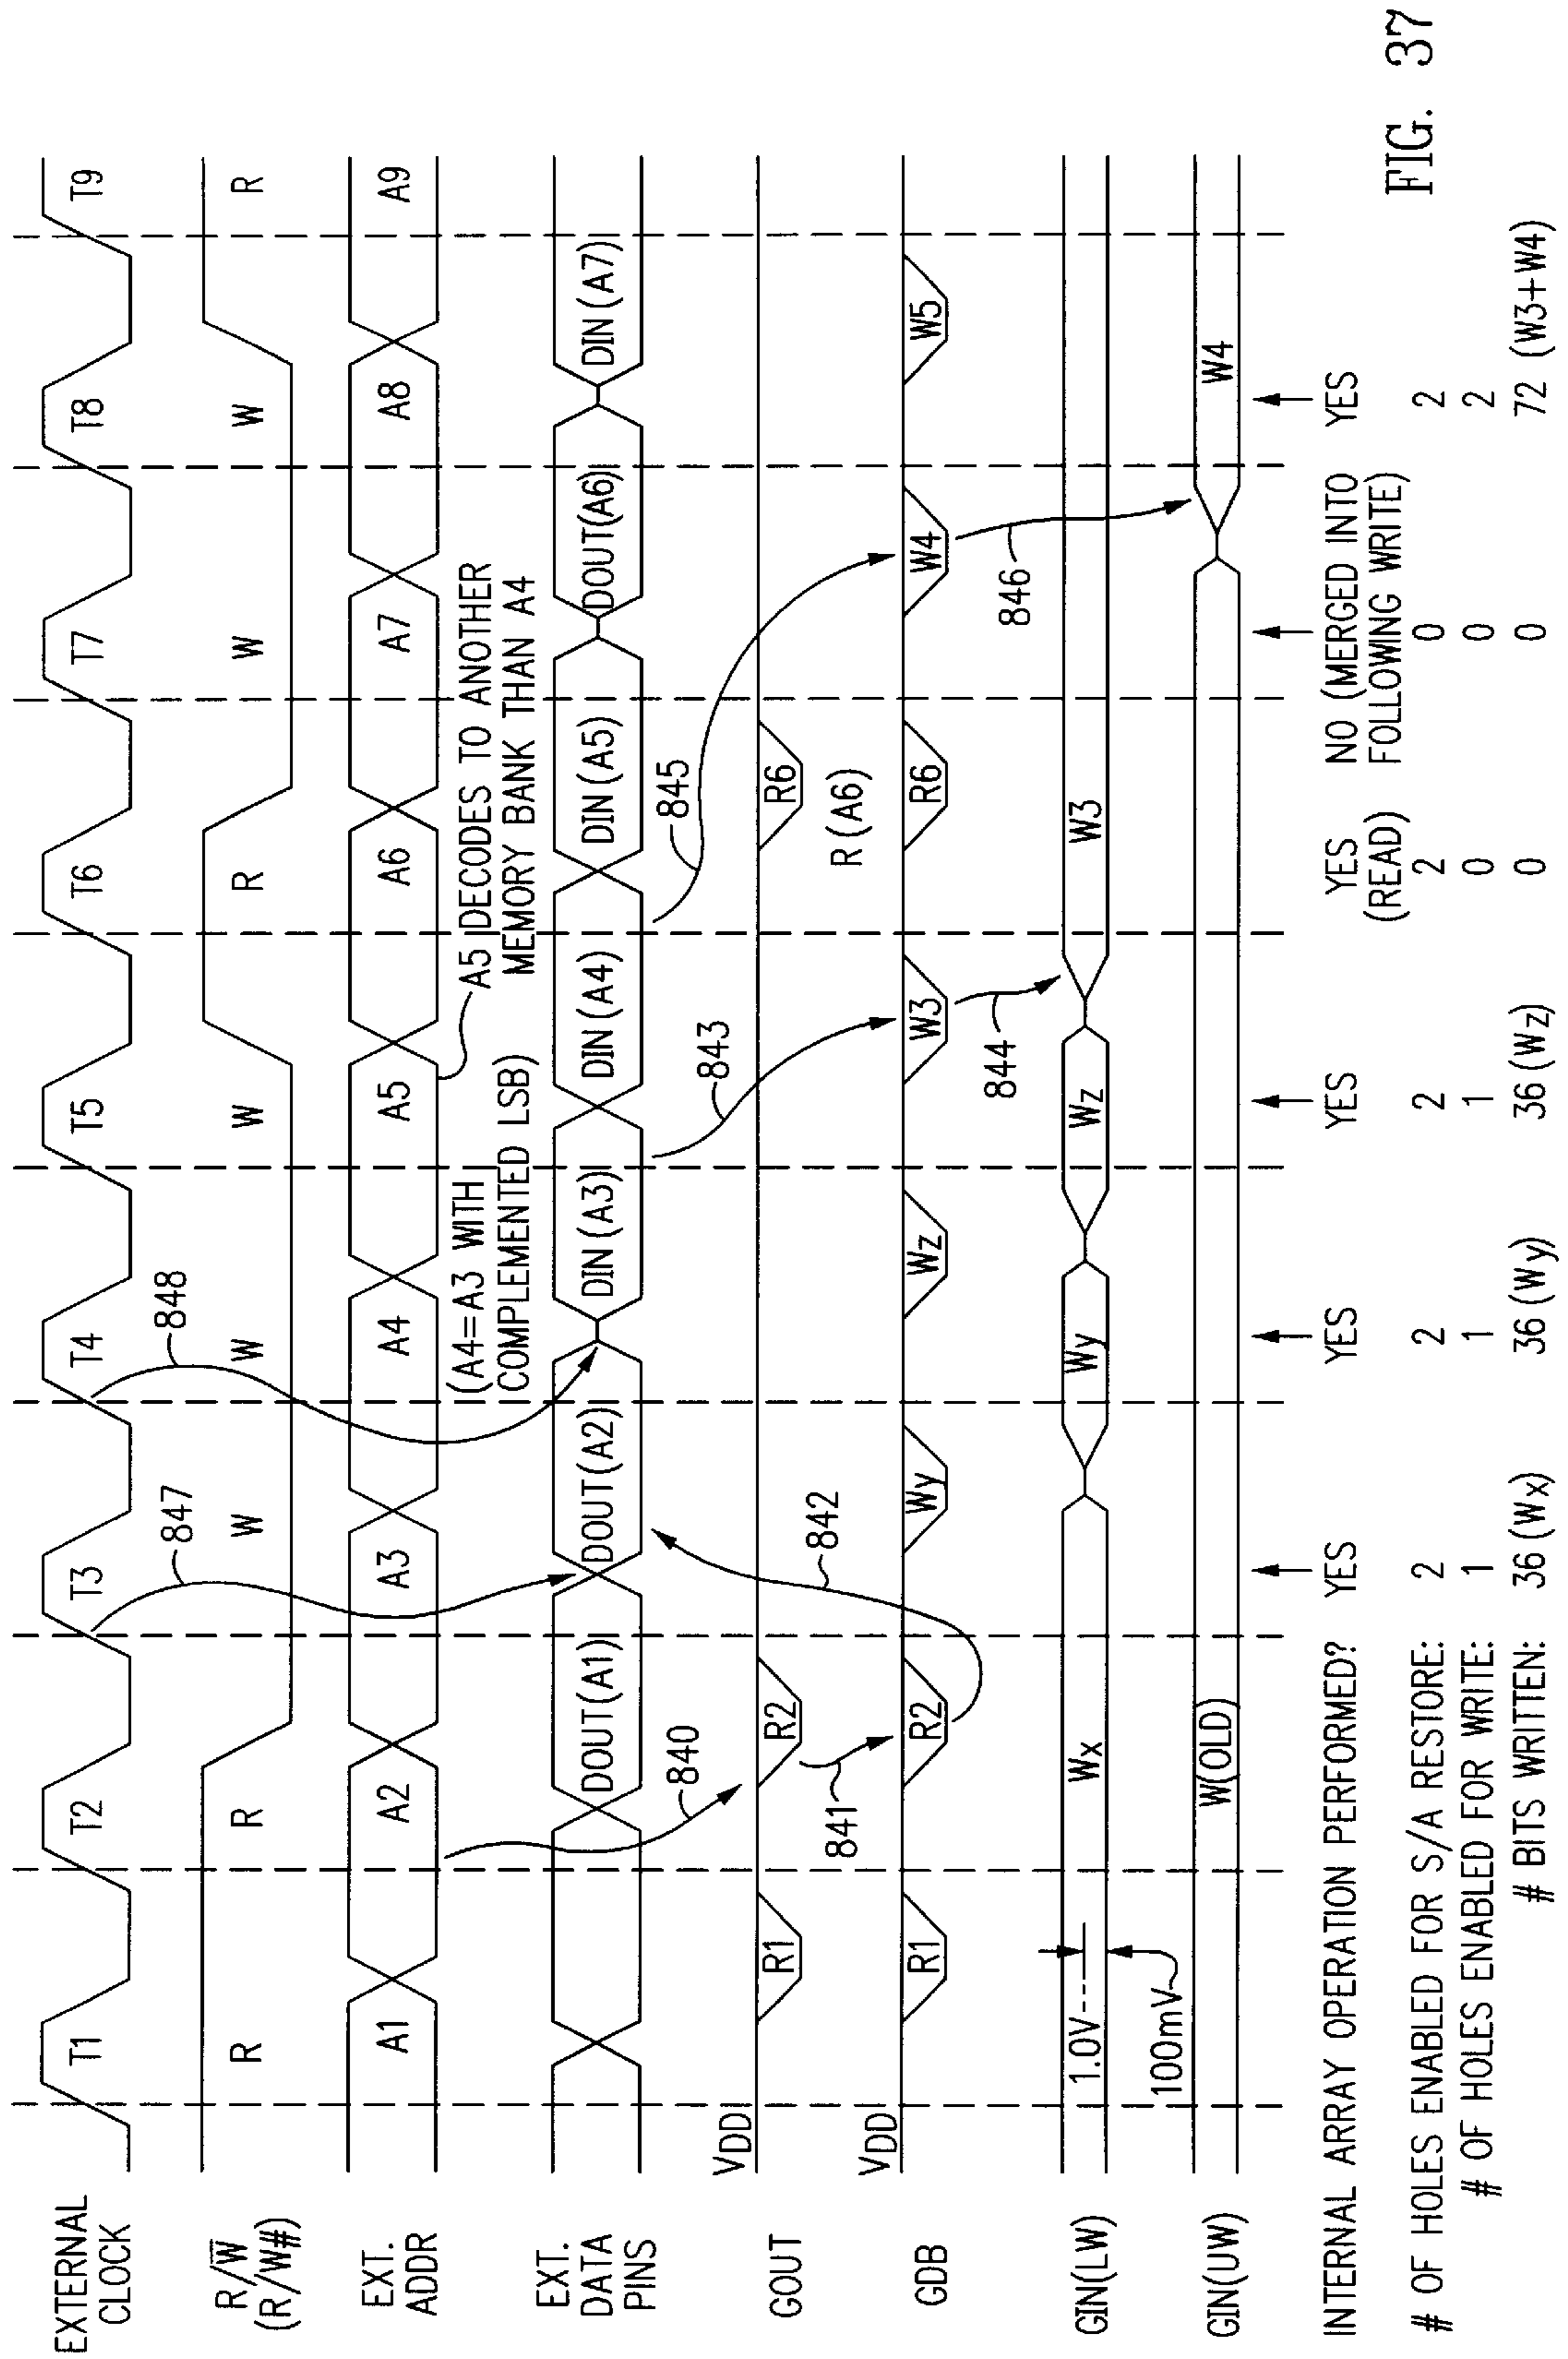 EXTERNAL
CLOCK
T1 T2 T3 T4 T5 T6 T7 T8 T9
847
848
R/W̅
(R/W#)
R R W W W R W W R
EXT.
ADDR
A1 A2 A3 A4 A5 A6 A7 A8 A9
(A4=A3 WITH
COMPLEMENTED LSB)
A5 DECODES TO ANOTHER
MEMORY BANK THAN A4
EXT.
DATA
PINS
DOUT(A1) DOUT(A2) DIN(A3) DIN(A4) DIN(A5) DOUT(A6) DIN(A7)
840
842
843
845
GOUT
VDD
R1 R2 R6
841
R(A6)
GDB
VDD
R1 R2 Wy Wz W3 R6 W4 W5
844
846
GIN(LW)
1.0V
100mV
Wx Wy Wz W3
GIN(UW)
W(OLD) W4
INTERNAL ARRAY OPERATION PERFORMED? YES YES YES YES NO (MERGED INTO YES
(READ) FOLLOWING WRITE)
# OF HOLES ENABLED FOR S/A RESTORE: 2 2 2 2 0 2
# OF HOLES ENABLED FOR WRITE: 1 1 1 0 0 2
# BITS WRITTEN: 36 (Wx) 36 (Wy) 36 (Wz) 0 0 72 (W3+W4)
FIG. 37